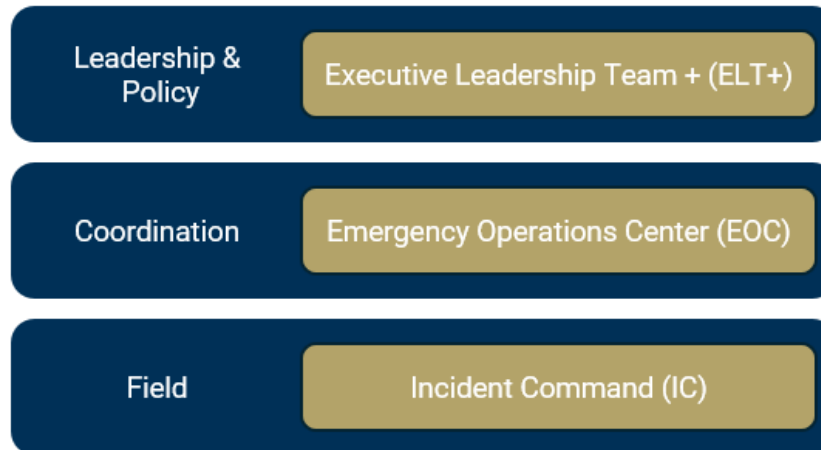 Leadership &
Policy
Executive Leadership Team + (ELT+)
Coordination
Emergency Operations Center (EOC)
Field
Incident Command (IC)